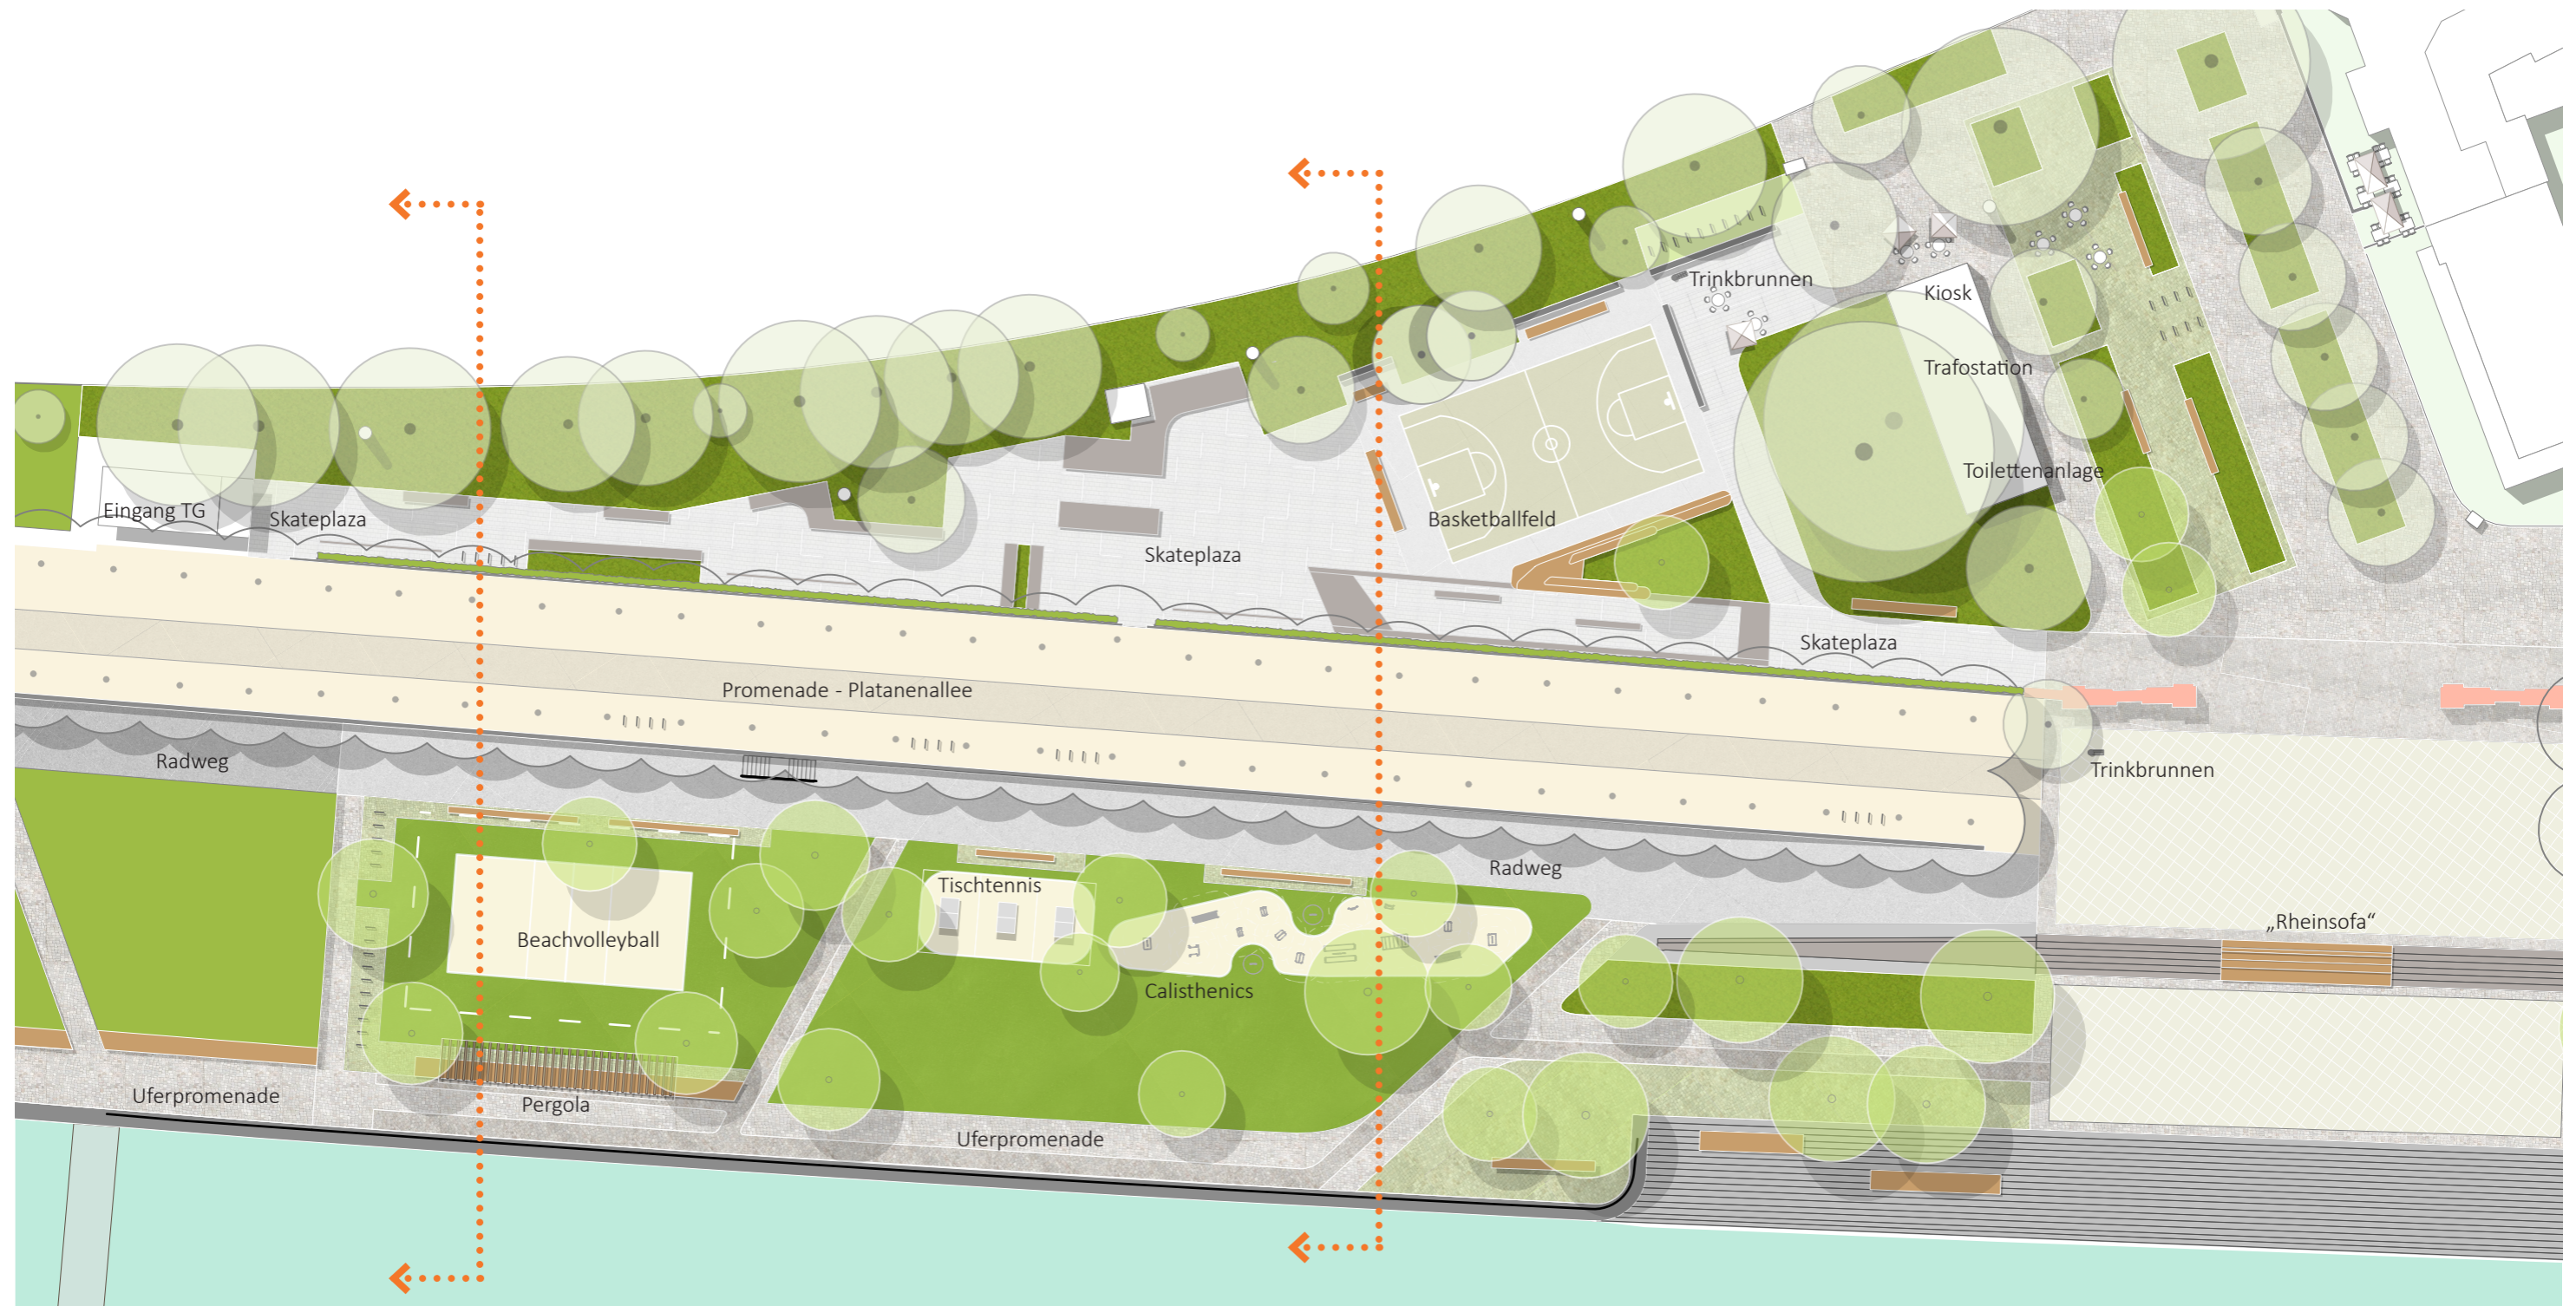 Trinkbrunnen
Kiosk
Trafostation
Toilettenanlage
Eingang TG
Skateplaza
Basketballfeld
Skateplaza
Skateplaza
Promenade - Platanenallee
Radweg
Trinkbrunnen
Radweg
Tischtennis
„Rheinsofa“
Beachvolleyball
Calisthenics
Uferpromenade
Pergola
Uferpromenade